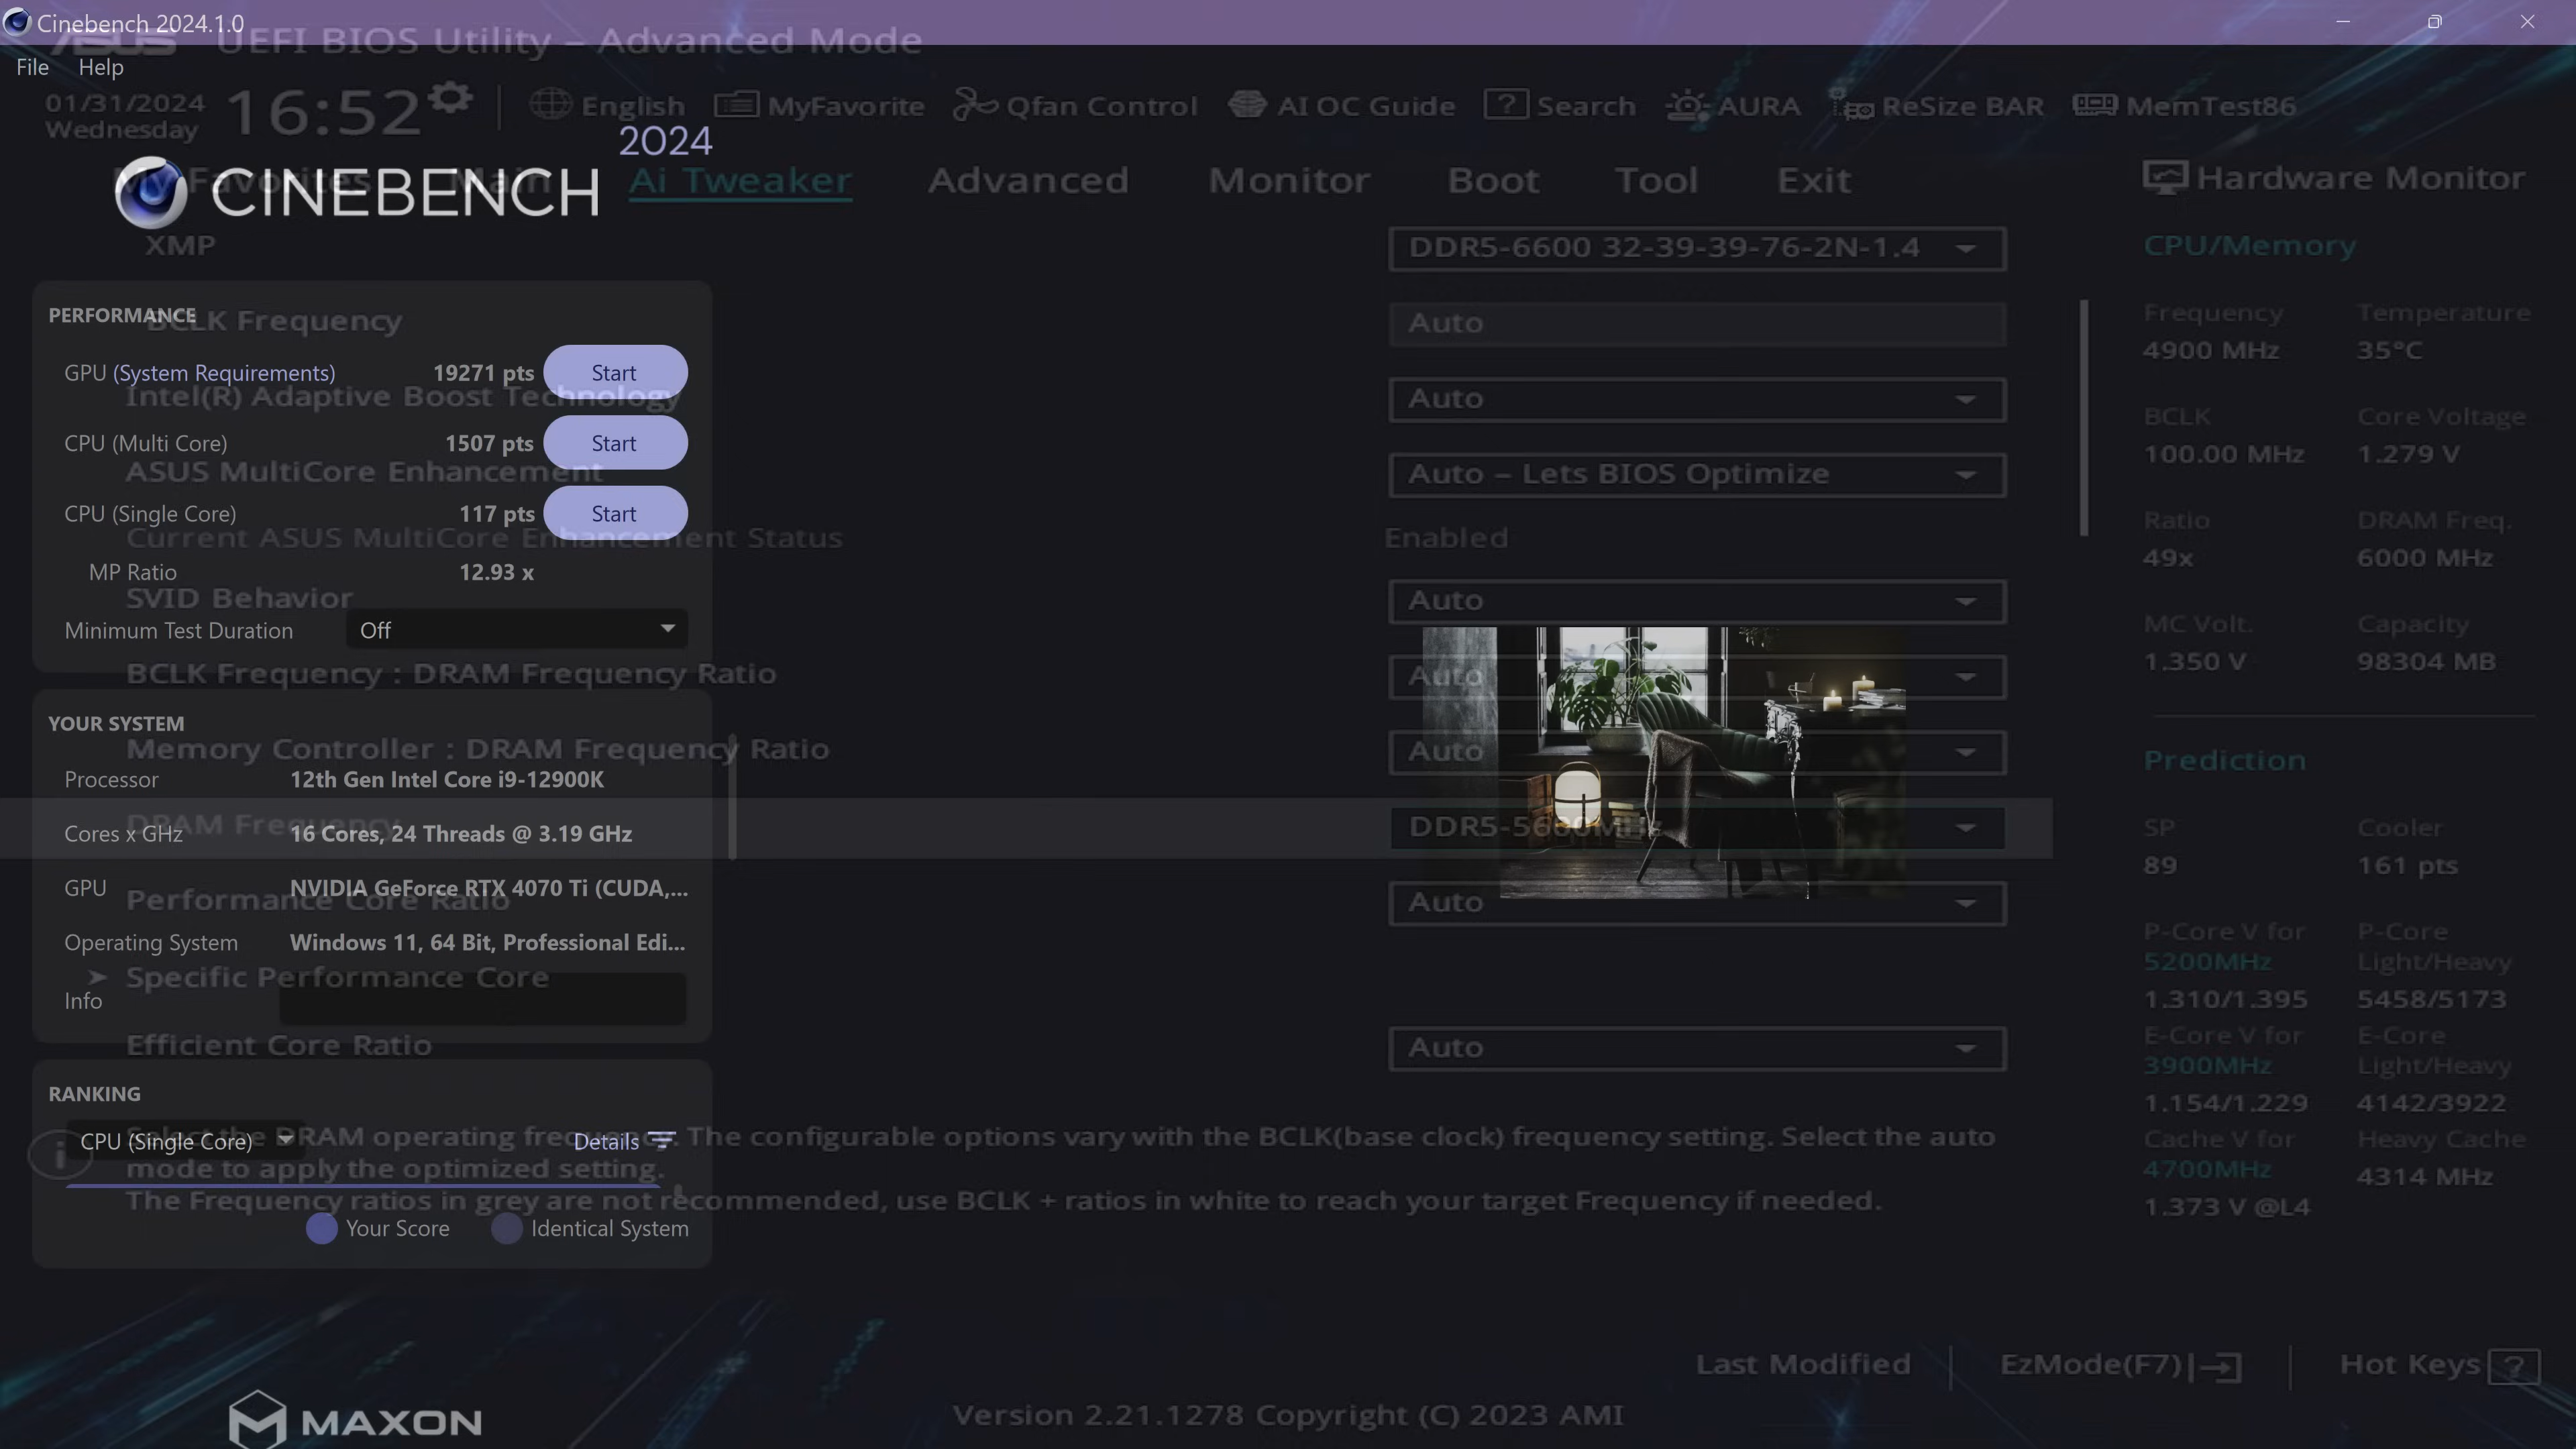 Cinebench 2024.1.0
ASUS UEFI BIOS Utility – Advanced Mode
File Help
01/31/2024
Wednesday
16:52
English MyFavorite Qfan Control AI OC Guide Search AURA ReSize BAR MemTest86
2024
CINEBENCH
My Favorites Main Ai Tweaker Advanced Monitor Boot Tool Exit
Hardware Monitor
XMP DDR5-6600 32-39-39-76-2N-1.4
CPU/Memory
PERFORMANCE
BCLK Frequency Auto
Frequency Temperature
4900 MHz 35°C
GPU (System Requirements) 19271 pts Start
Intel(R) Adaptive Boost Technology Auto
BCLK Core Voltage
CPU (Multi Core) 1507 pts Start
100.00 MHz 1.279 V
ASUS MultiCore Enhancement Auto – Lets BIOS Optimize
CPU (Single Core) 117 pts Start
Ratio DRAM Freq.
Current ASUS MultiCore Enhancement Status Enabled
49x 6000 MHz
MP Ratio 12.93 x
SVID Behavior Auto
Minimum Test Duration Off
MC Volt. Capacity
1.350 V 98304 MB
BCLK Frequency : DRAM Frequency Ratio Auto
YOUR SYSTEM
Memory Controller : DRAM Frequency Ratio Auto
Prediction
Processor 12th Gen Intel Core i9-12900K
DRAM Frequency DDR5-5600MHz
Cores x GHz 16 Cores, 24 Threads @ 3.19 GHz
SP Cooler
89 161 pts
GPU NVIDIA GeForce RTX 4070 Ti (CUDA,...
Performance Core Ratio Auto
Operating System Windows 11, 64 Bit, Professional Edi...
P-Core V for P-Core
5200MHz Light/Heavy
1.310/1.395 5458/5173
Specific Performance Core
Info
E-Core V for E-Core
3900MHz Light/Heavy
1.154/1.229 4142/3922
Efficient Core Ratio Auto
RANKING
CPU (Single Core) Details
Cache V for Heavy Cache
4700MHz 4314 MHz
1.373 V @L4
Select the DRAM operating frequency. The configurable options vary with the BCLK(base clock) frequency setting. Select the auto
mode to apply the optimized setting.
The Frequency ratios in grey are not recommended, use BCLK + ratios in white to reach your target Frequency if needed.
Your Score Identical System
Last Modified EzMode(F7) Hot Keys ?
Version 2.21.1278 Copyright (C) 2023 AMI
MAXON